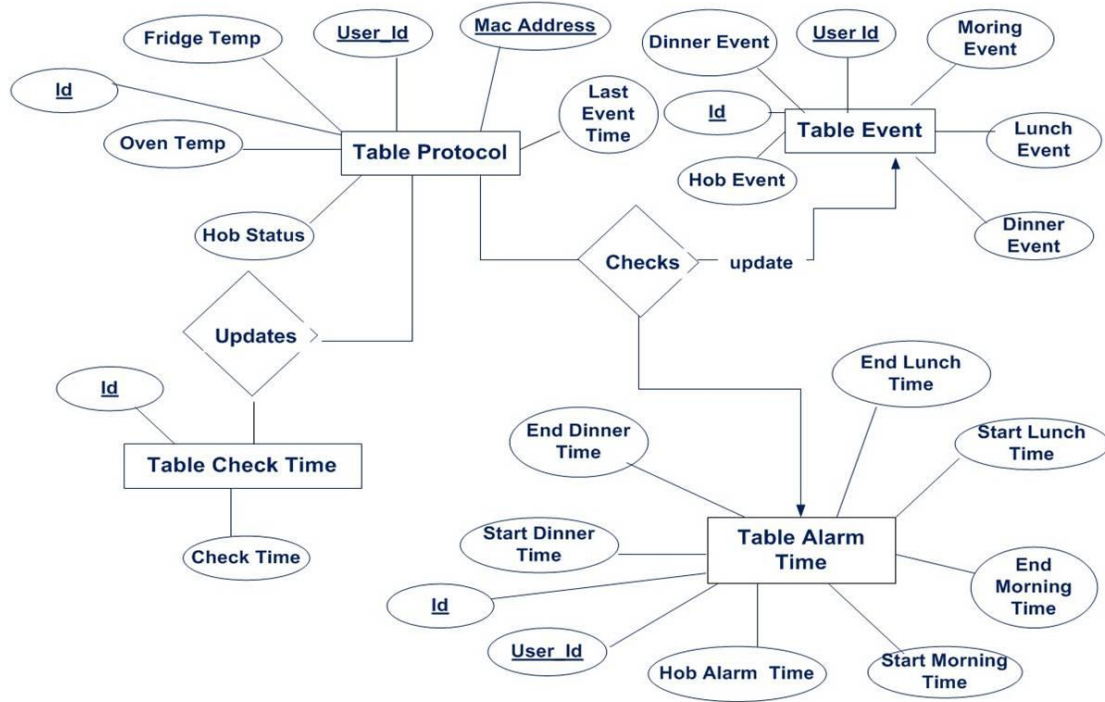 Fridge Temp
User_Id
Mac Address
Dinner Event
User Id
Moring
Event
Id
Last
Event
Time
Id
Oven Temp
Table Protocol
Table Event
Lunch
Event
Hob Event
Hob Status
Dinner
Event
Checks
update
Updates
Id
End Lunch
Time
End Dinner
Time
Start Lunch
Time
Table Check Time
Start Dinner
Time
Table Alarm
Time
Check Time
End
Morning
Time
Id
User_Id
Hob Alarm  Time
Start Morning
Time